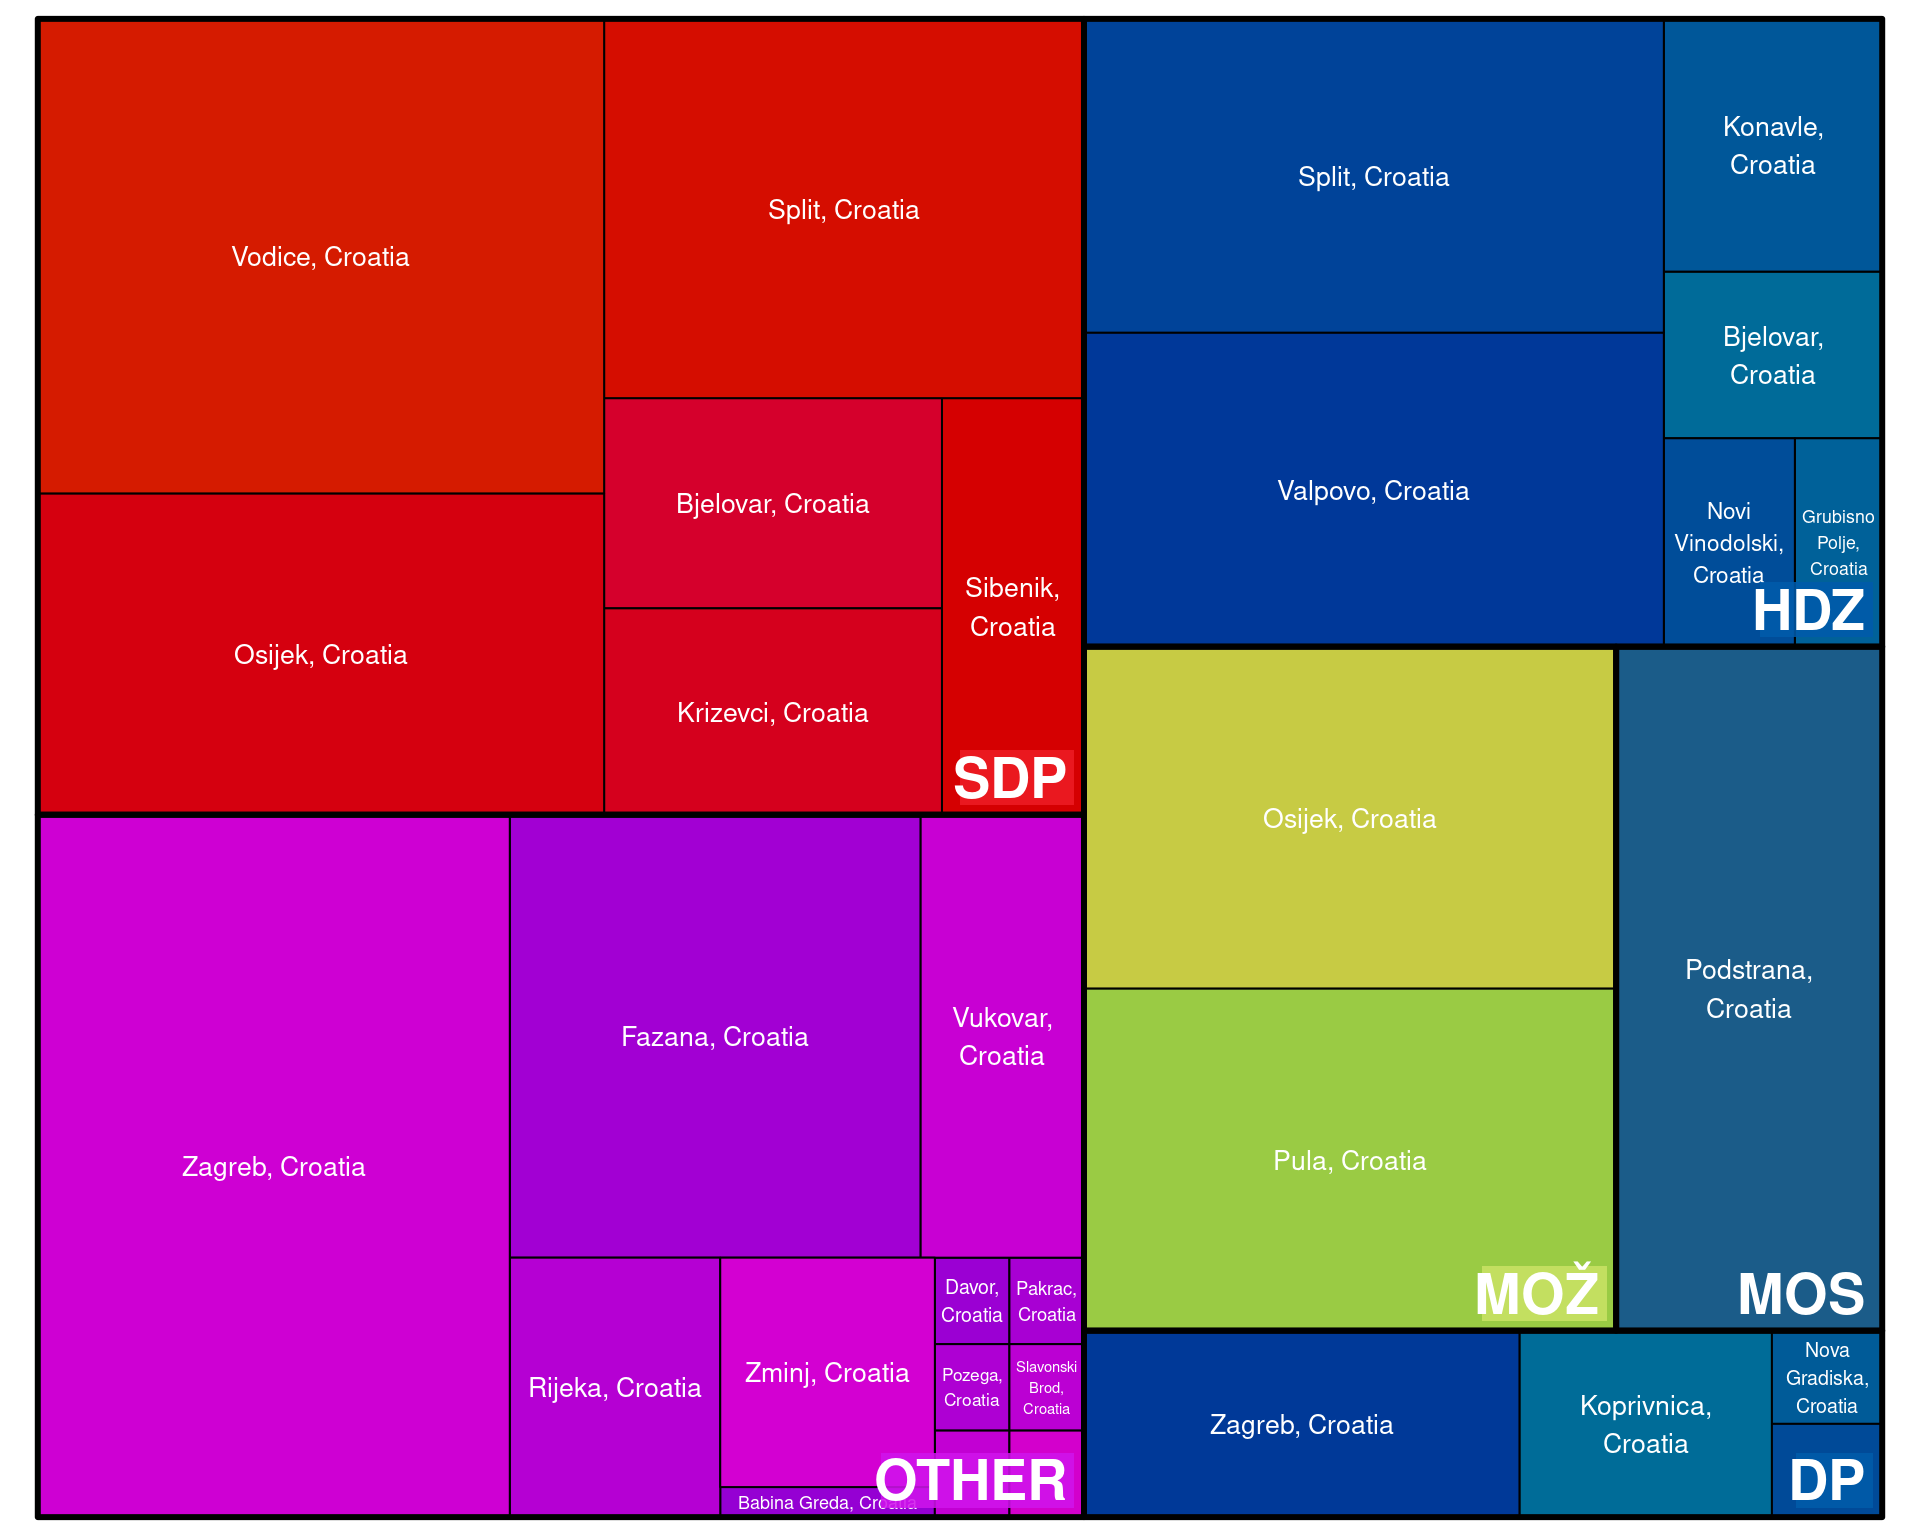 Vodice, Croatia
Split, Croatia
Osijek, Croatia
Bjelovar, Croatia
Krizevci, Croatia
Sibenik,
Croatia
SDP
Split, Croatia
Valpovo, Croatia
Konavle,
Croatia
Bjelovar,
Croatia
Novi
Vinodolski,
Croatia
Grubisno
Polje,
Croatia
HDZ
Zagreb, Croatia
Fazana, Croatia
Vukovar,
Croatia
Rijeka, Croatia
Zminj, Croatia
Babina Greda, Croatia
Davor,
Croatia
Pakrac,
Croatia
Pozega,
Croatia
Slavonski
Brod,
Croatia
OTHER
Osijek, Croatia
Pula, Croatia
MOŽ
Podstrana,
Croatia
MOS
Zagreb, Croatia
Koprivnica,
Croatia
Nova
Gradiska,
Croatia
DP